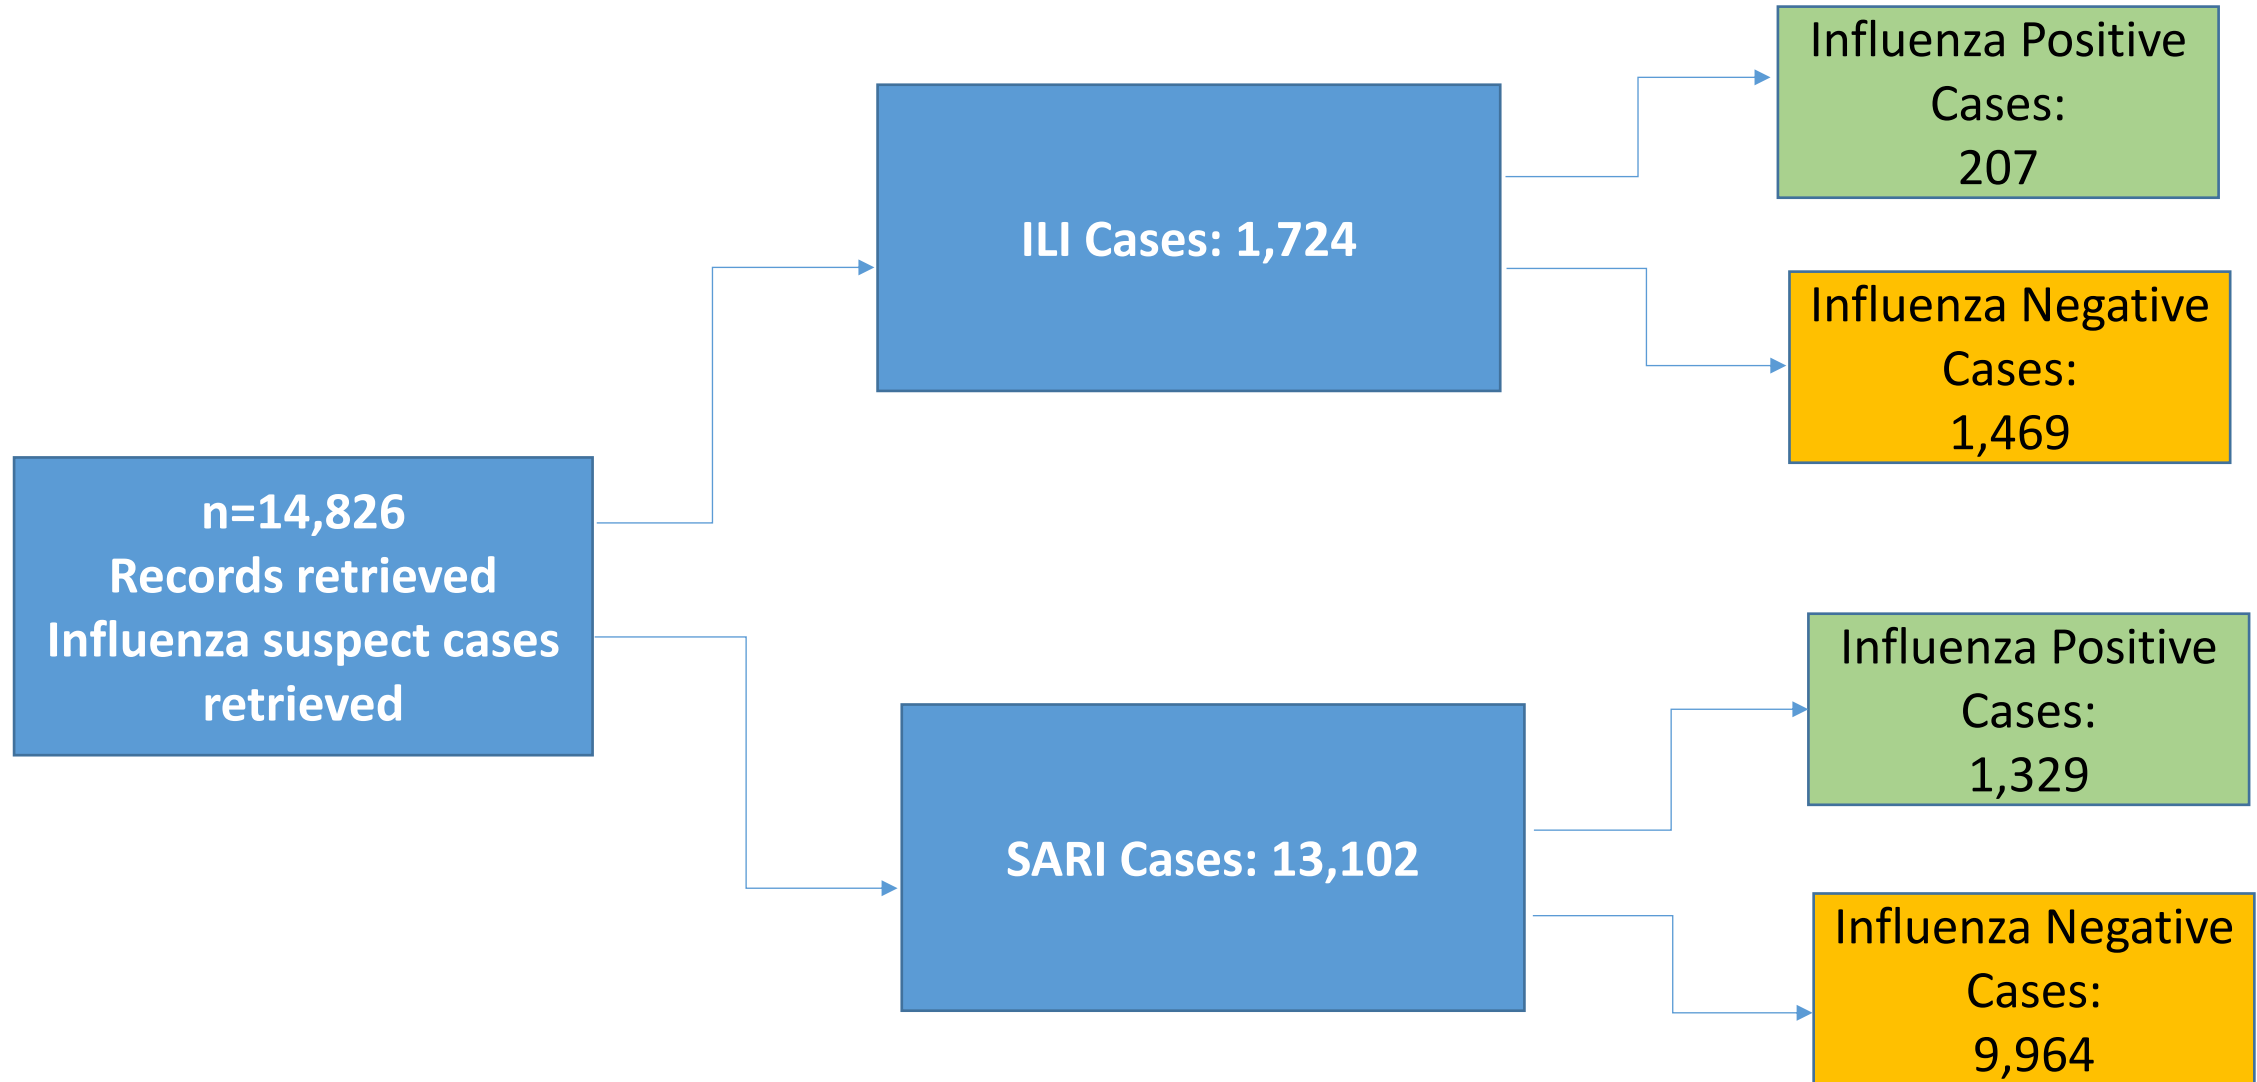 n=14,826
Records retrieved
Influenza suspect cases
retrieved
ILI Cases: 1,724
Influenza Positive
Cases:
207
Influenza Negative
Cases:
1,469
SARI Cases: 13,102
Influenza Positive
Cases:
1,329
Influenza Negative
Cases:
9,964